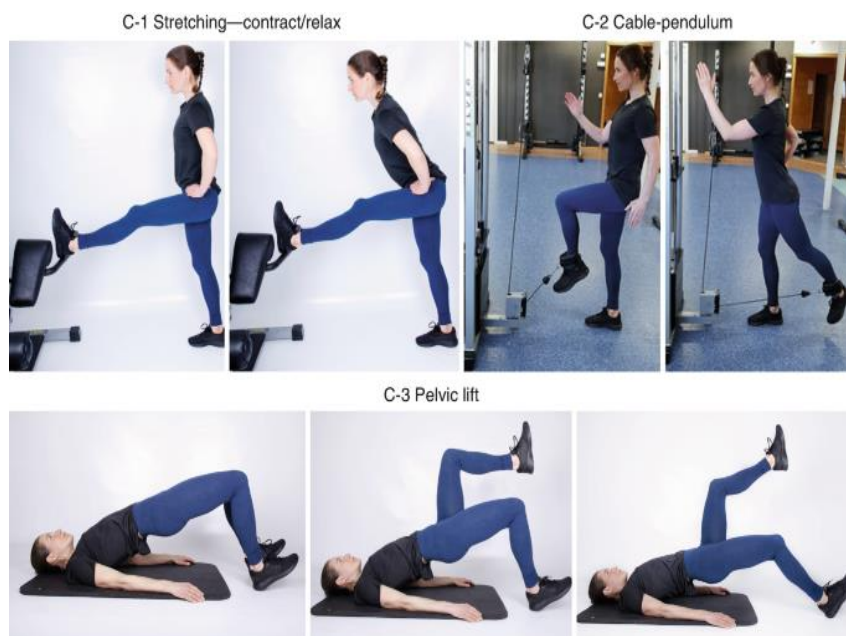 C-1 Stretching—contract/relax
C-2 Cable-pendulum
C-3 Pelvic lift